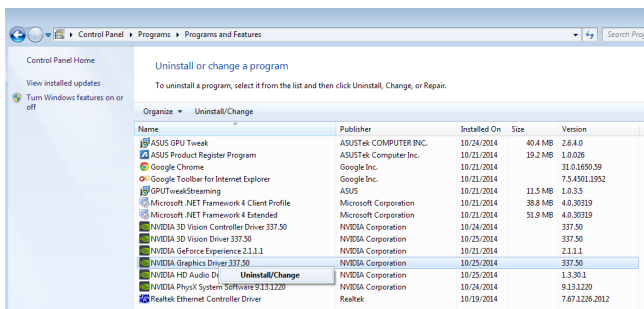 Control Panel ▸ Programs ▸ Programs and Features
Search Prog
Control Panel Home
View installed updates
Turn Windows features on or
off
Uninstall or change a program
To uninstall a program, select it from the list and then click Uninstall, Change, or Repair.
Organize Uninstall/Change
Name Publisher Installed On Size Version
ASUS GPU Tweak ASUSTek COMPUTER INC. 10/24/2014 40.4 MB 2.6.4.0
ASUS Product Register Program ASUSTek Computer Inc. 10/21/2014 19.2 MB 1.0.026
Google Chrome Google Inc. 10/21/2014 31.0.1650.59
Google Toolbar for Internet Explorer Google Inc. 10/21/2014 7.5.4501.1952
GPUTweakStreaming ASUS 10/21/2014 11.5 MB 1.0.3.5
Microsoft .NET Framework 4 Client Profile Microsoft Corporation 10/21/2014 38.8 MB 4.0.30319
Microsoft .NET Framework 4 Extended Microsoft Corporation 10/21/2014 51.9 MB 4.0.30319
NVIDIA 3D Vision Controller Driver 337.50 NVIDIA Corporation 10/24/2014 337.50
NVIDIA 3D Vision Driver 337.50 NVIDIA Corporation 10/25/2014 337.50
NVIDIA GeForce Experience 2.1.1.1 NVIDIA Corporation 10/21/2014 2.1.1.1
NVIDIA Graphics Driver 337.50 NVIDIA Corporation 10/25/2014 337.50
NVIDIA HD Audio Dr Uninstall/Change NVIDIA Corporation 10/25/2014 1.3.30.1
NVIDIA PhysX System Software 9.13.1220 NVIDIA Corporation 10/24/2014 9.13.1220
Realtek Ethernet Controller Driver Realtek 10/19/2014 7.67.1226.2012